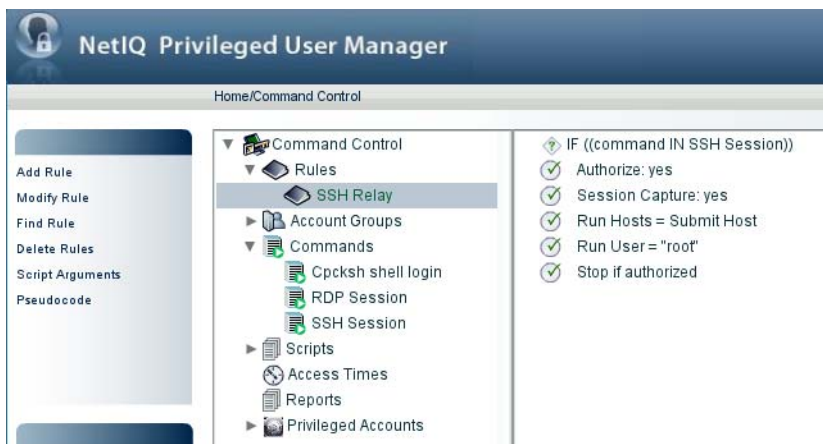 NetIQ Privileged User Manager
Home/Command Control
Add Rule
Modify Rule
Find Rule
Delete Rules
Script Arguments
Pseudocode
Command Control
Rules
SSH Relay
Account Groups
Commands
Cpcksh shell login
RDP Session
SSH Session
Scripts
Access Times
Reports
Privileged Accounts
IF ((command IN SSH Session))
Authorize: yes
Session Capture: yes
Run Hosts = Submit Host
Run User = "root"
Stop if authorized